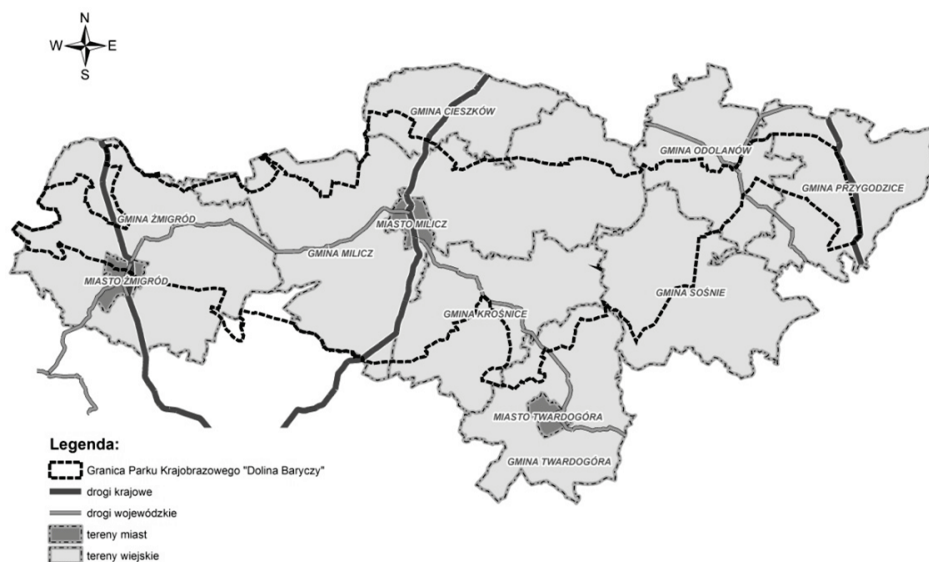 N
W E
S
GMINA CIESZKÓW
GMINA ODOLANÓW
GMINA PRZYGODZICE
GMINA ŻMIGRÓD
MIASTO MILICZ
GMINA MILICZ
MIASTO ŻMIGRÓD
GMINA SOŚNIE
GMINA KROŚNICE
MIASTO TWARDOGÓRA
GMINA TWARDOGÓRA
Legenda:
Granica Parku Krajobrazowego "Dolina Baryczy"
drogi krajowe
drogi wojewódzkie
tereny miast
tereny wiejskie